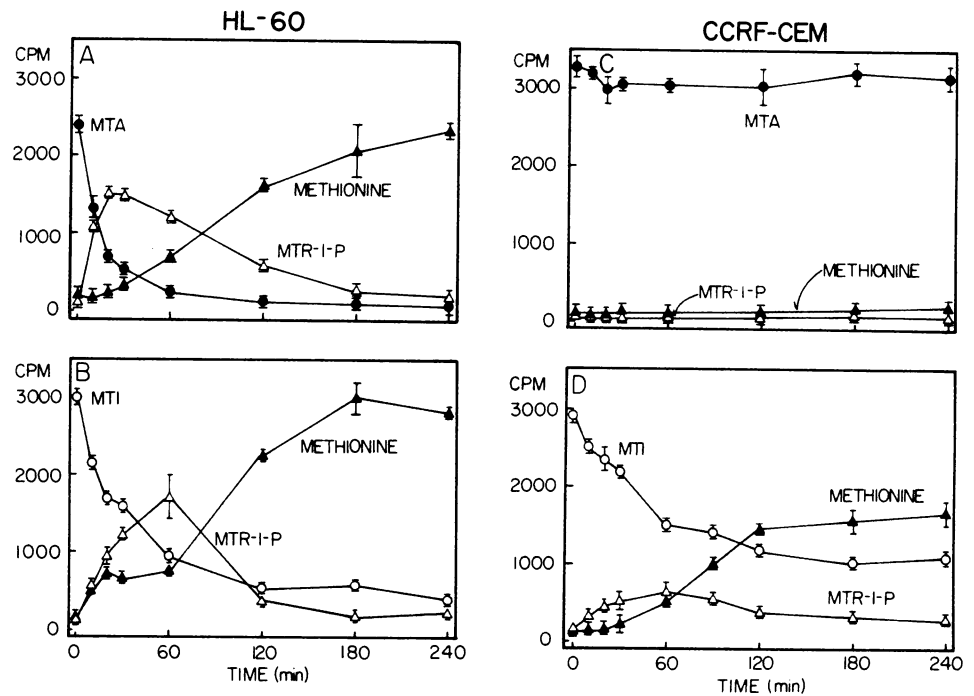 HL-60
CCRF-CEM
A
CPM
3000
2000
1000
0
MTA
METHIONINE
MTR-I-P
C
CPM
3000
2000
1000
0
MTA
METHIONINE
MTR-I-P
B
CPM
3000
2000
1000
0
MTI
METHIONINE
MTR-I-P
0 60 120 180 240
TIME (min)
D
CPM
3000
2000
1000
0
MTI
METHIONINE
MTR-I-P
0 60 120 180 240
TIME (min)